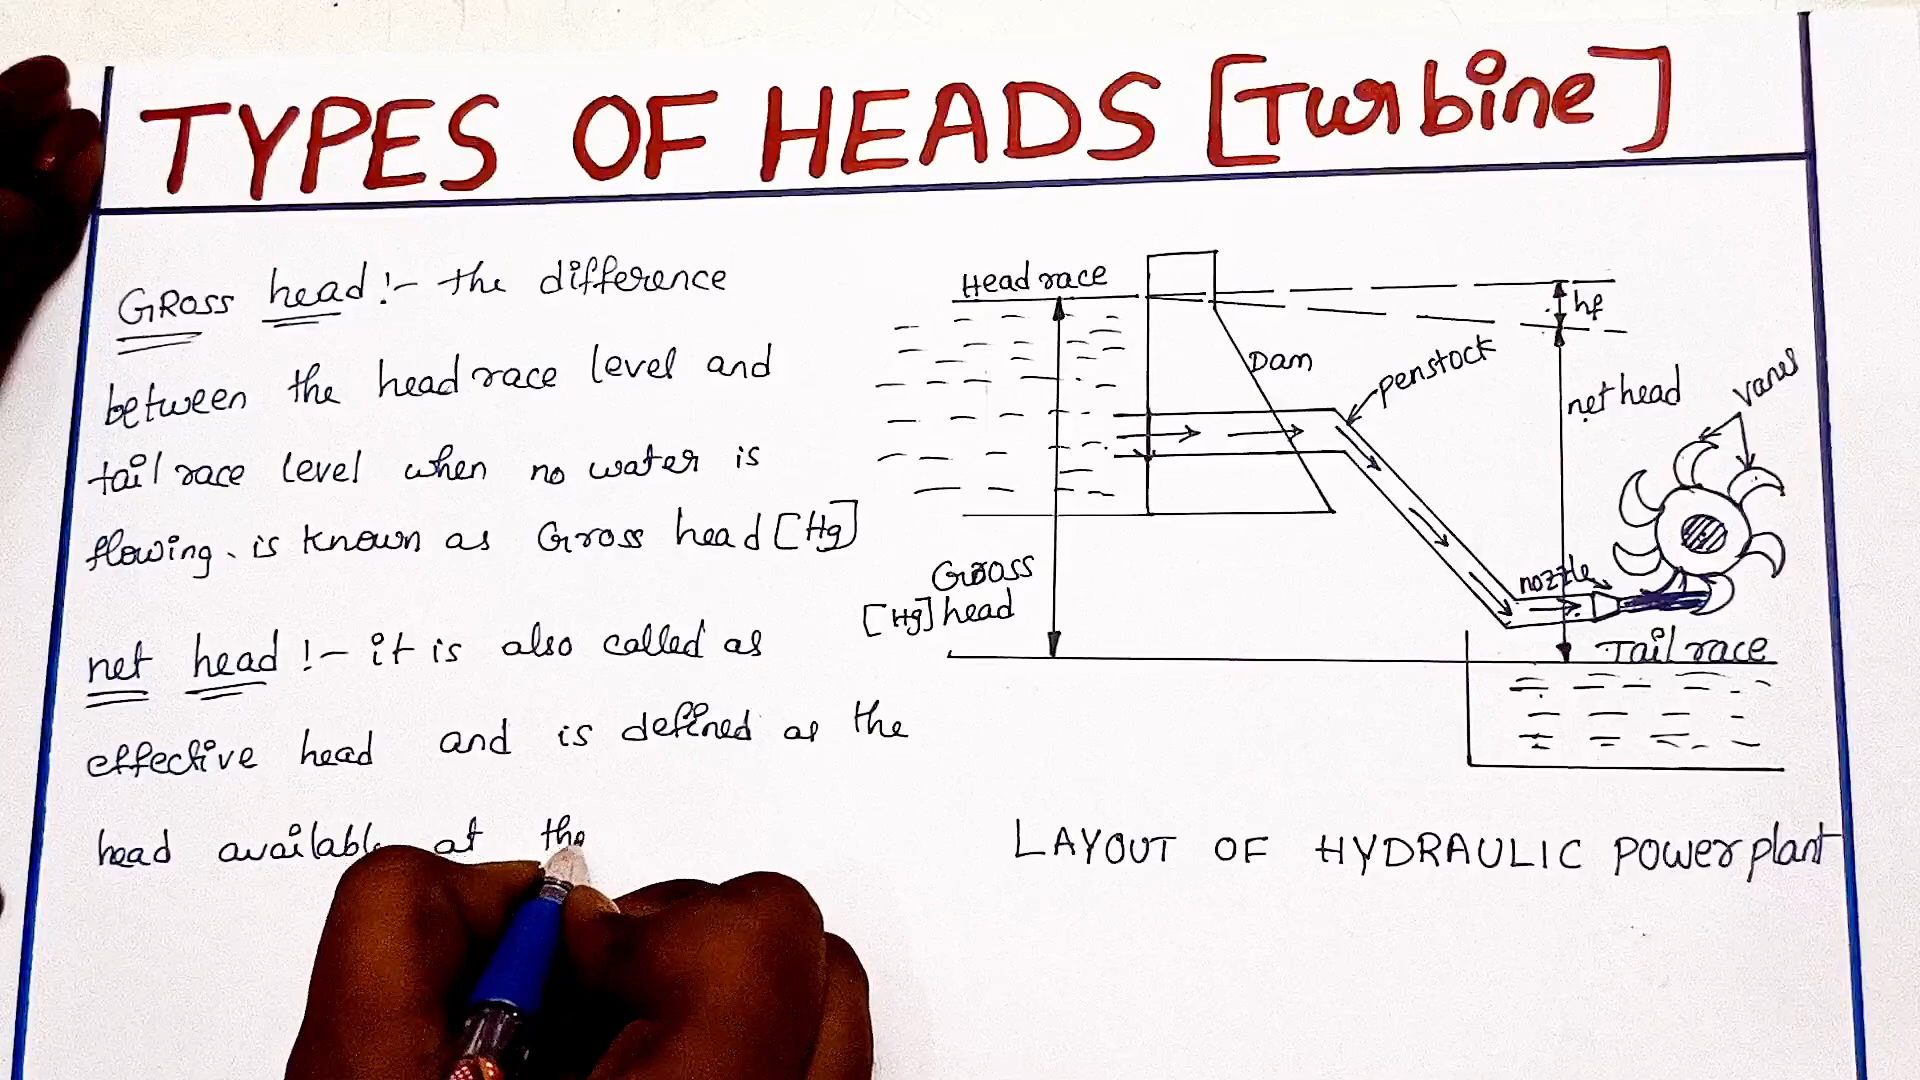 TYPES OF HEADS [Turbine]
GROSS head :- the difference
between the head race level and
tail race level when no water is
flowing. is known as Gross head [Hg]
net head :- it is also called as
effective head and is defined as the
head available at the
Head race
hf
Dam
penstock
net head
vanes
nozzle
Gross
[Hg] head
Tail race
LAYOUT OF HYDRAULIC Power plant